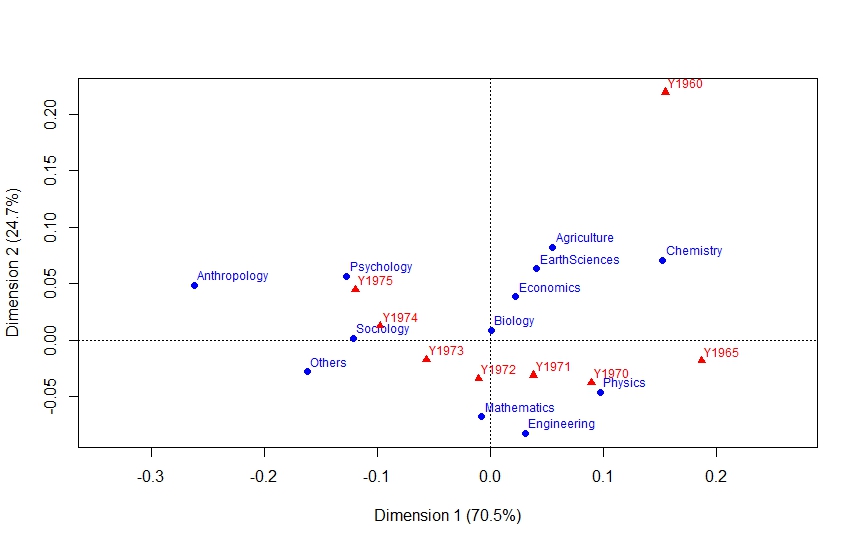 Y1960
0.20
0.15
0.10
Agriculture
Chemistry
EarthSciences
Psychology
Anthropology
Y1975
0.05
Economics
Y1974
Biology
Sociology
0.00
Y1973
Y1965
Others
Y1972
Y1971
Y1970
Physics
-0.05
Mathematics
Engineering
Dimension 2 (24.7%)
-0.3
-0.2
-0.1
0.0
0.1
0.2
Dimension 1 (70.5%)